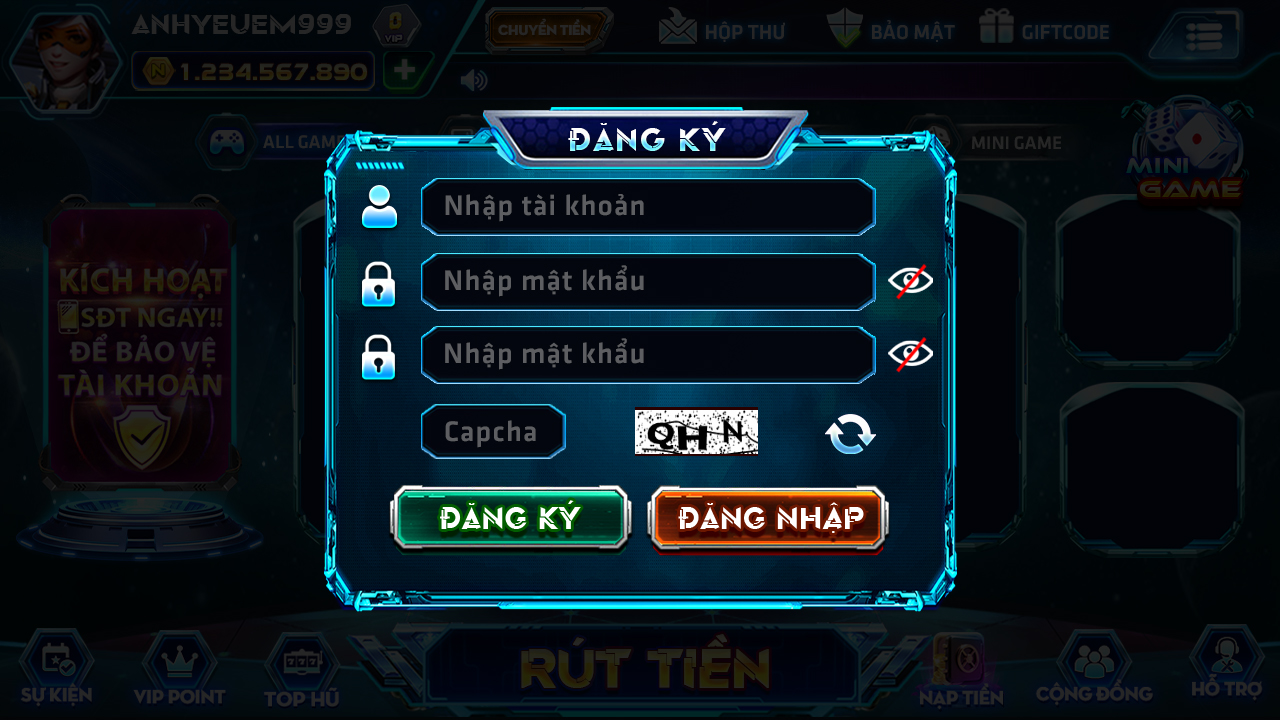 ANHYEUEM999
VIP
CHUYỂN TIỀN
HỘP THƯ
BẢO MẬT
GIFTCODE
1.234.567.890
ALL GAM
MINI GAME
MINI
GAME
ĐĂNG KÝ
Nhập tài khoản
Nhập mật khẩu
Nhập mật khẩu
Capcha
QHN
ĐĂNG KÝ
ĐĂNG NHẬP
KÍCH HOẠT
SĐT NGAY!!
ĐỂ BẢO VỆ
TÀI KHOẢN
SỰ KIỆN
VIP POINT
TOP HŨ
RÚT TIỀN
NẠP TIỀN
CỘNG ĐỒNG
HỖ TRỢ